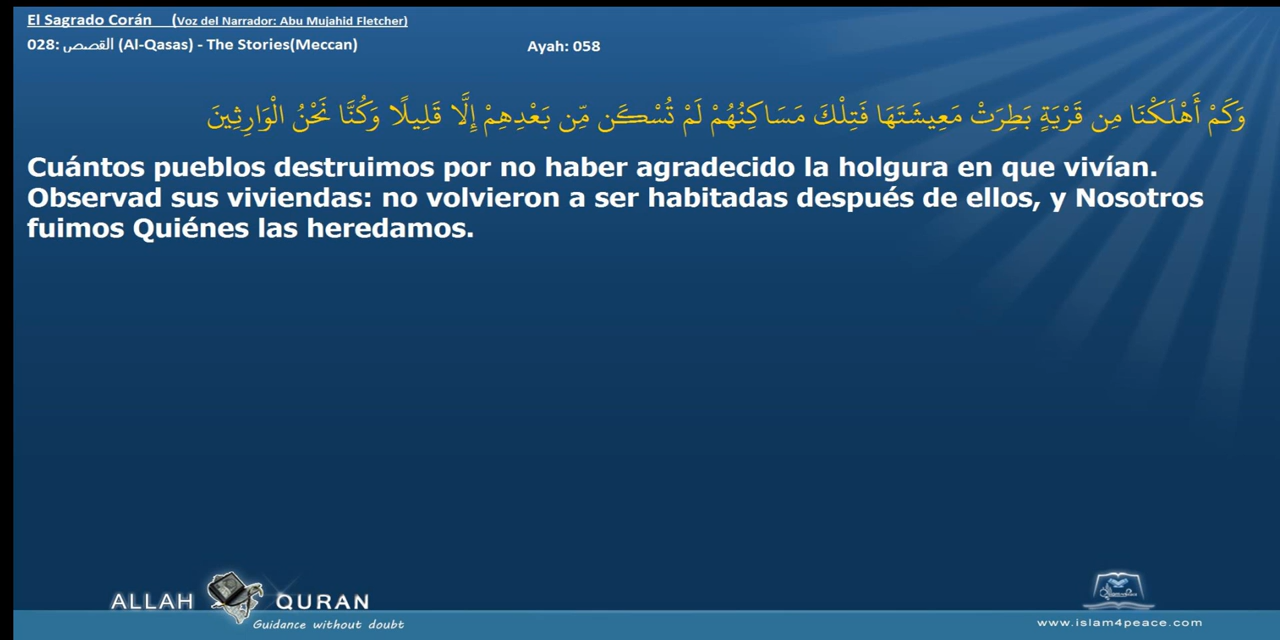 El Sagrado Corán (Voz del Narrador: Abu Mujahid Fletcher)
028: القصص (Al-Qasas) - The Stories(Meccan) Ayah: 058
وَكَمْ أَهْلَكْنَا مِن قَرْيَةٍ بَطِرَتْ مَعِيشَتَهَا فَتِلْكَ مَسَاكِنُهُمْ لَمْ تُسْكَن مِّن بَعْدِهِمْ إِلَّا قَلِيلًا وَكُنَّا نَحْنُ الْوَارِثِينَ
Cuántos pueblos destruimos por no haber agradecido la holgura en que vivían.
Observad sus viviendas: no volvieron a ser habitadas después de ellos, y Nosotros
fuimos Quiénes las heredamos.
ALLAH QURAN
Guidance without doubt
www.islam4peace.com